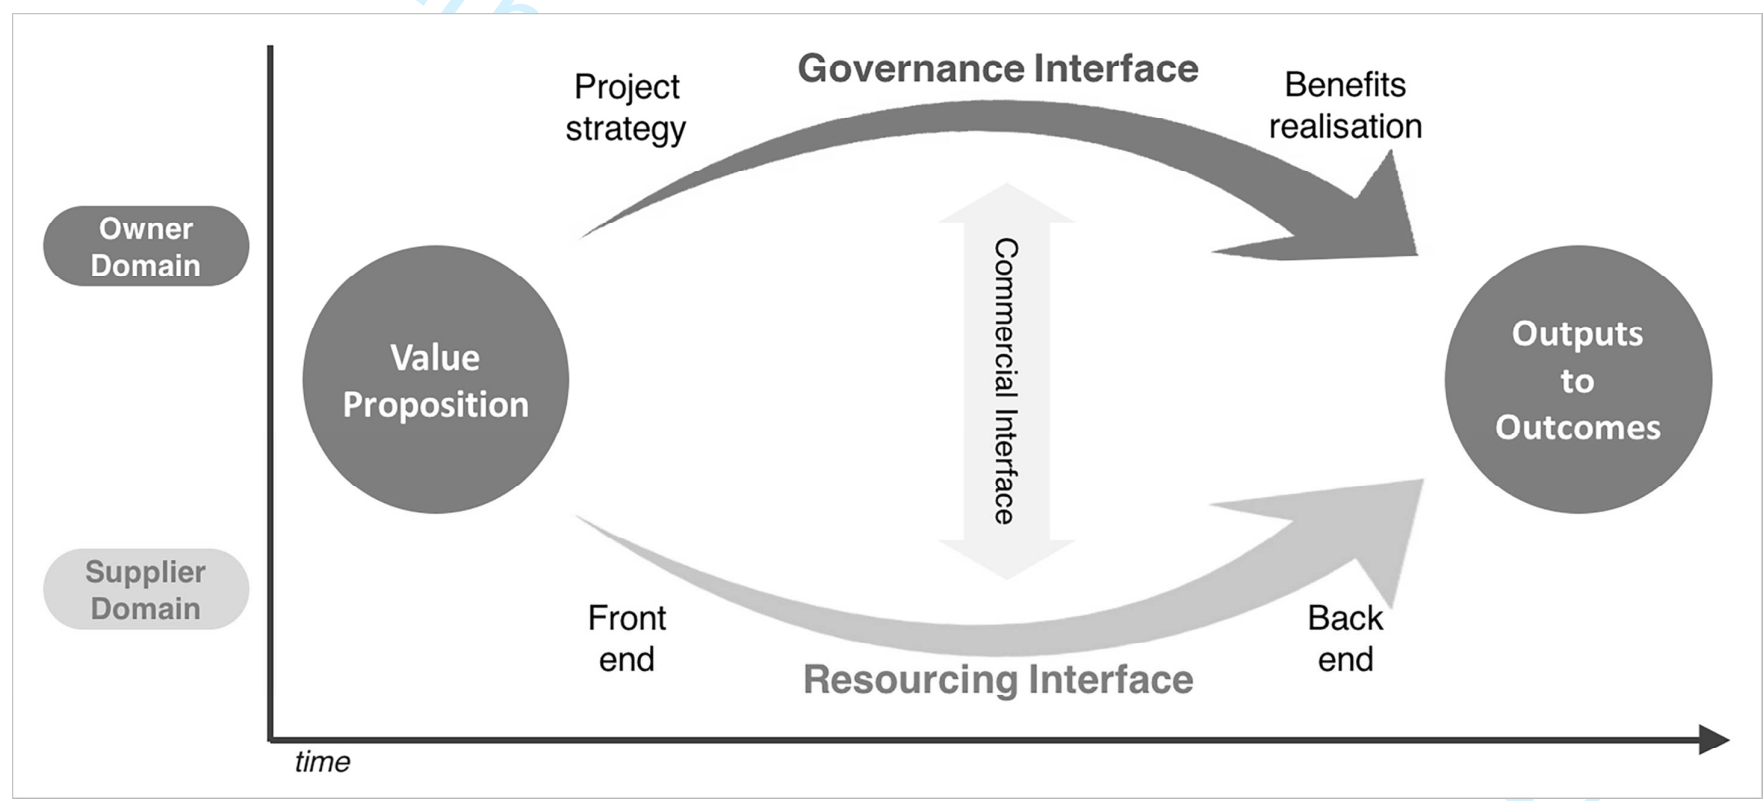 Governance Interface
Project
strategy
Benefits
realisation
Owner
Domain
Value
Proposition
Commercial Interface
Outputs
to
Outcomes
Supplier
Domain
Front
end
Back
end
Resourcing Interface
time